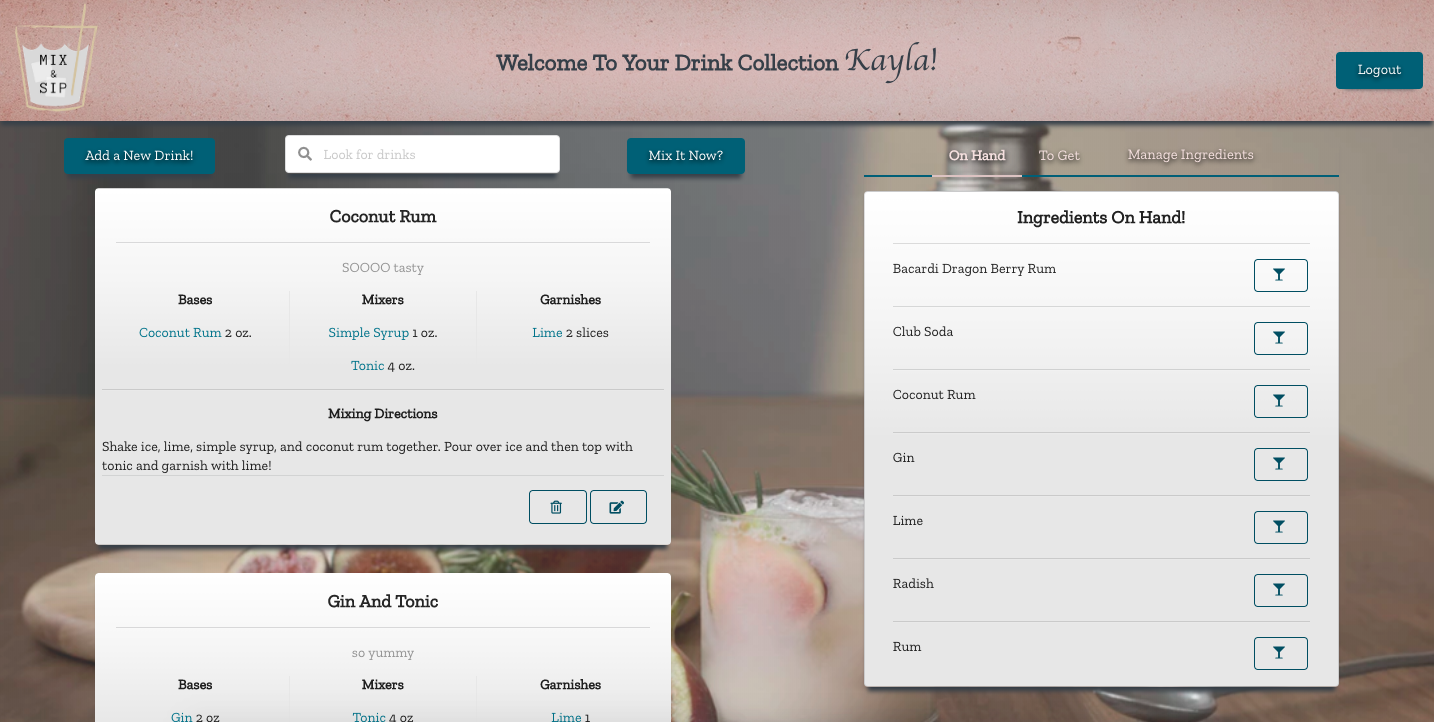 MIX
&
SIP
Welcome To Your Drink Collection Kayla!
Logout
Add a New Drink!
Look for drinks
Mix It Now?
On Hand
To Get
Manage Ingredients
Coconut Rum
SOOOO tasty
Bases
Mixers
Garnishes
Coconut Rum 2 oz.
Simple Syrup 1 oz.
Lime 2 slices
Tonic 4 oz.
Mixing Directions
Shake ice, lime, simple syrup, and coconut rum together. Pour over ice and then top with
tonic and garnish with lime!
Gin And Tonic
so yummy
Bases
Mixers
Garnishes
Gin 2 oz
Tonic 4 oz
Lime 1
Ingredients On Hand!
Bacardi Dragon Berry Rum
Club Soda
Coconut Rum
Gin
Lime
Radish
Rum